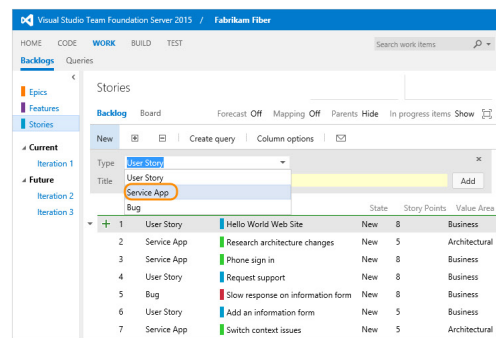 Visual Studio Team Foundation Server 2015 / Fabrikam Fiber
HOME CODE WORK BUILD TEST Search work items
Backlogs Queries
Epics
Features
Stories
Current
Iteration 1
Future
Iteration 2
Iteration 3
Stories
Backlog Board Forecast Off Mapping Off Parents Hide In progress items Show
New Create query Column options
Type User Story ×
Title Add
User Story
Service App
Bug
State Story Points Value Area
1 User Story Hello World Web Site New 8 Business
2 Service App Research architecture changes New 5 Architectural
3 Service App Phone sign in New 8 Business
4 User Story Request support New 8 Business
5 Bug Slow response on information form New 8 Business
6 User Story Add an information form New 5 Business
7 Service App Switch context issues New 5 Architectural